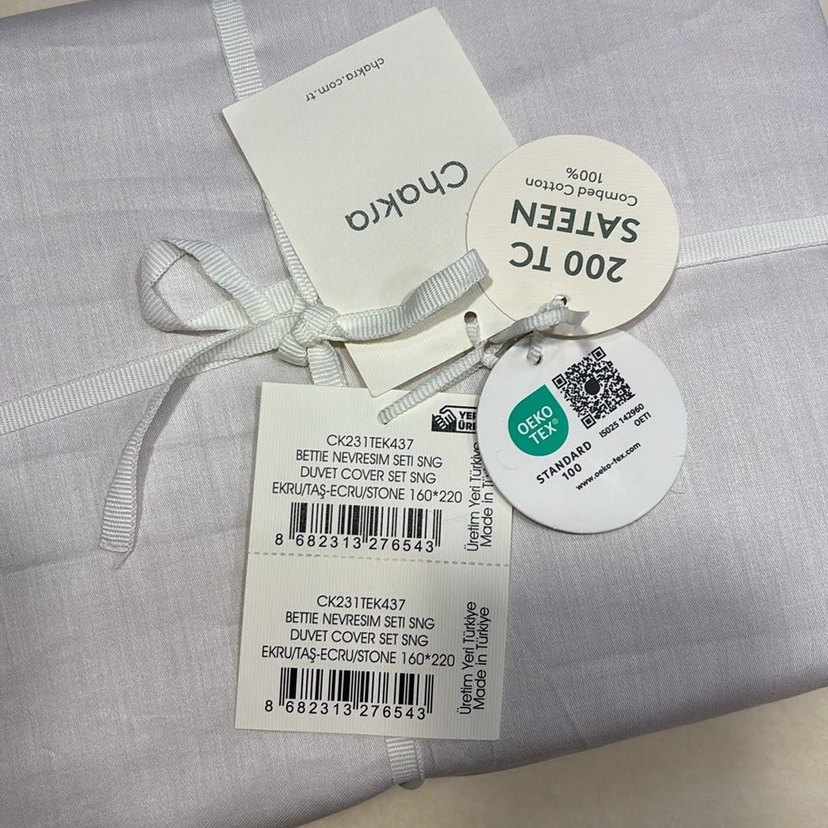 chakra.com.tr
Chakra
200 TC
SATEEN
Combed Cotton
100%
OEKO
TEX®
STANDARD
100
IS025 142960
OETI
www.oeko-tex.com
YER
ÜRE
CK231TEK437
BETTIE NEVRESIM SETI SNG
DUVET COVER SET SNG
EKRU/TAŞ-ECRU/STONE 160*220
8 682313 276543
Üretim Yeri Türkiye
Made in Türkiye
CK231TEK437
BETTIE NEVRESIM SETI SNG
DUVET COVER SET SNG
EKRU/TAŞ-ECRU/STONE 160*220
8 682313 276543
Üretim Yeri Türkiye
Made in Türkiye